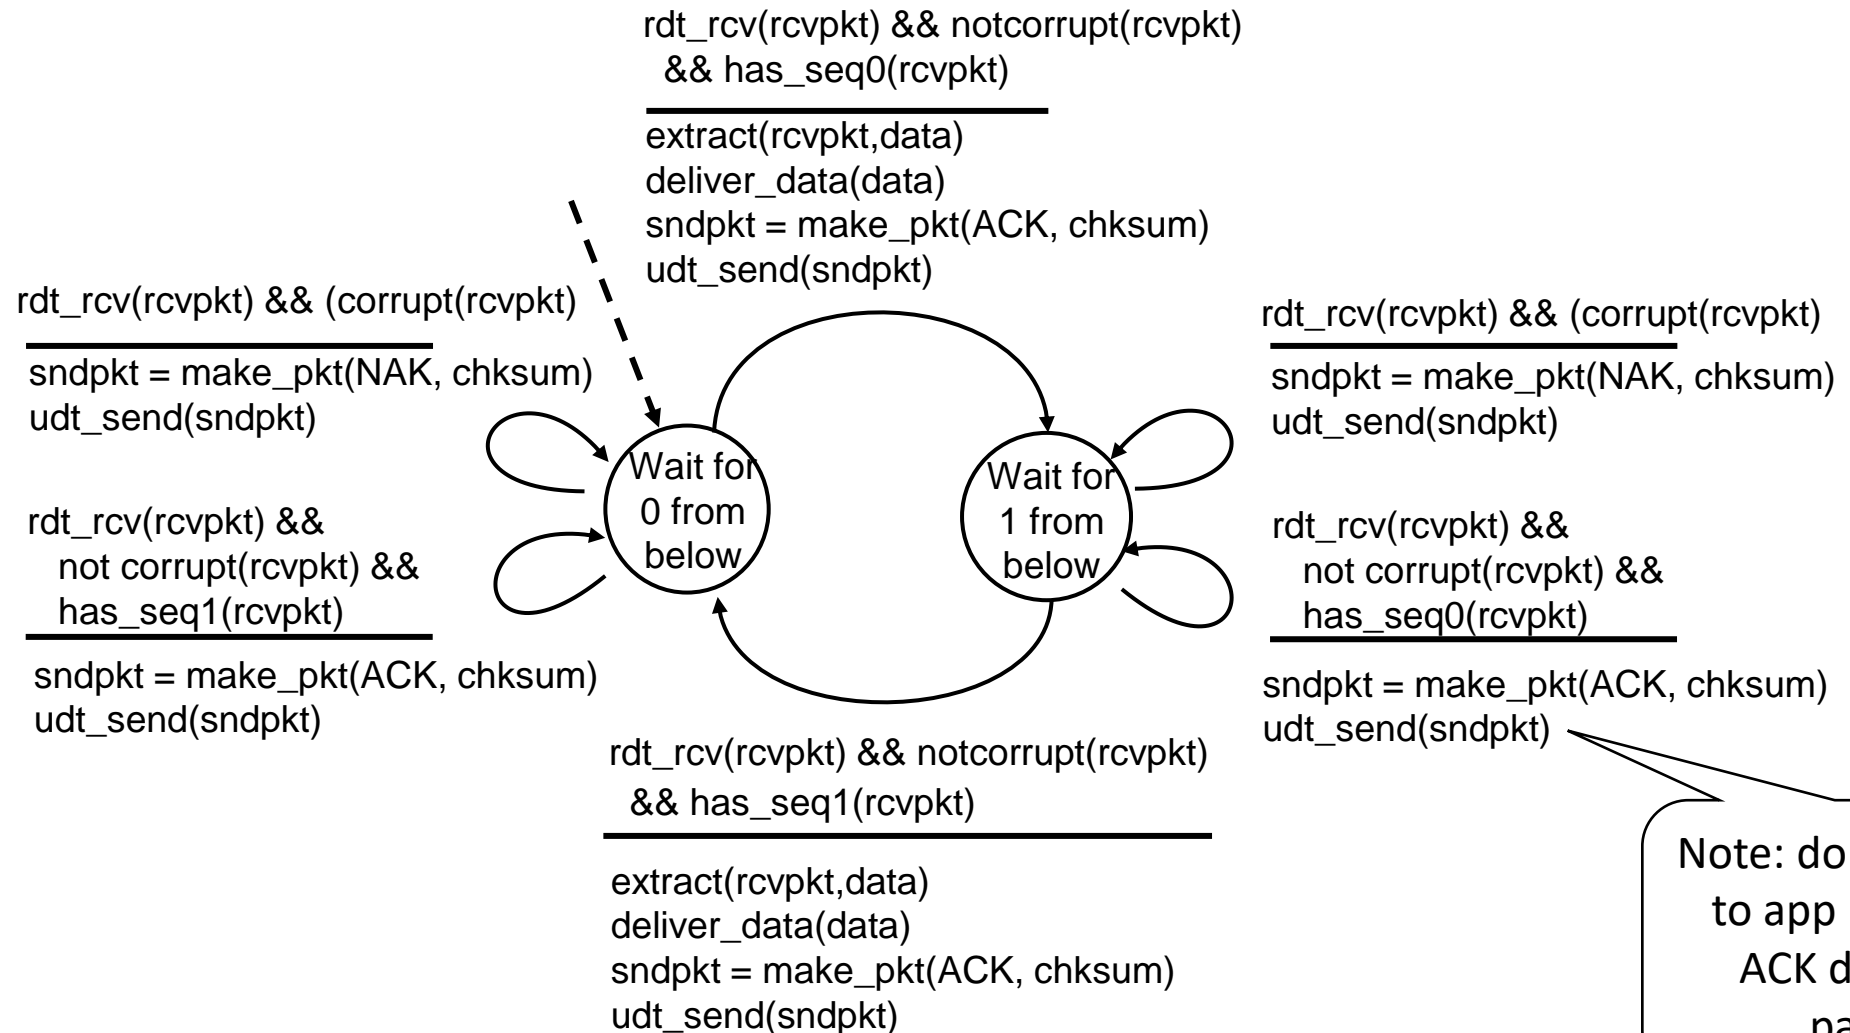 rdt_rcv(rcvpkt) && notcorrupt(rcvpkt)
&& has_seq0(rcvpkt)
extract(rcvpkt,data)
deliver_data(data)
sndpkt = make_pkt(ACK, chksum)
udt_send(sndpkt)
rdt_rcv(rcvpkt) && (corrupt(rcvpkt)
sndpkt = make_pkt(NAK, chksum)
udt_send(sndpkt)
rdt_rcv(rcvpkt) &&
not corrupt(rcvpkt) &&
has_seq1(rcvpkt)
sndpkt = make_pkt(ACK, chksum)
udt_send(sndpkt)
Wait for
0 from
below
Wait for
1 from
below
rdt_rcv(rcvpkt) && (corrupt(rcvpkt)
sndpkt = make_pkt(NAK, chksum)
udt_send(sndpkt)
rdt_rcv(rcvpkt) &&
not corrupt(rcvpkt) &&
has_seq0(rcvpkt)
sndpkt = make_pkt(ACK, chksum)
udt_send(sndpkt)
rdt_rcv(rcvpkt) && notcorrupt(rcvpkt)
&& has_seq1(rcvpkt)
extract(rcvpkt,data)
deliver_data(data)
sndpkt = make_pkt(ACK, chksum)
udt_send(sndpkt)
Note: do
to app
ACK